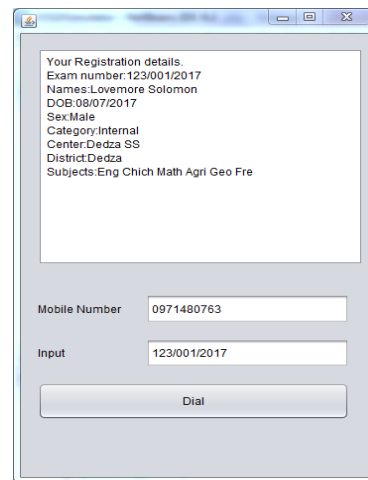 Your Registration details.
Exam number:123/001/2017
Names:Lovemore Solomon
DOB:08/07/2017
Sex:Male
Category:Internal
Center:Dedza SS
District:Dedza
Subjects:Eng Chich Math Agri Geo Fre
Mobile Number 0971480763
Input 123/001/2017
Dial